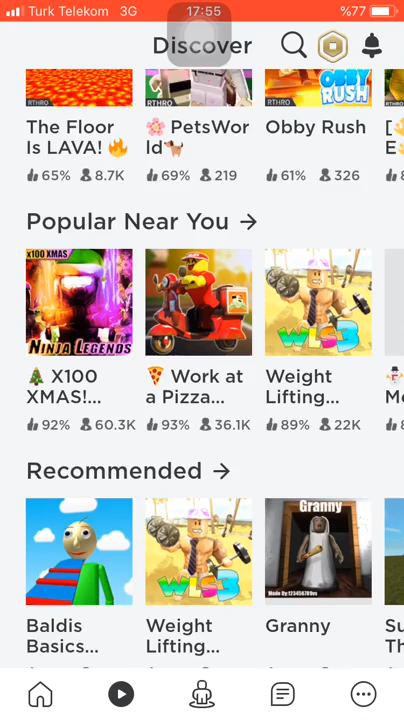 Turk Telekom 3G 17:55 %77
Discover
RTHRO RTHRO OBBY RUSH RTHRO
The Floor Is LAVA! 🔥
🌸 PetsWorld🐕
Obby Rush
65% 8.7K
69% 219
61% 326
Popular Near You →
x100 XMAS
NINJA LEGENDS
WLS3
🎄 X100 XMAS!...
🍕 Work at a Pizza...
Weight Lifting...
92% 60.3K
93% 36.1K
89% 22K
Recommended →
WLS3
Granny
Made By:123456789vs
Baldis Basics...
Weight Lifting...
Granny